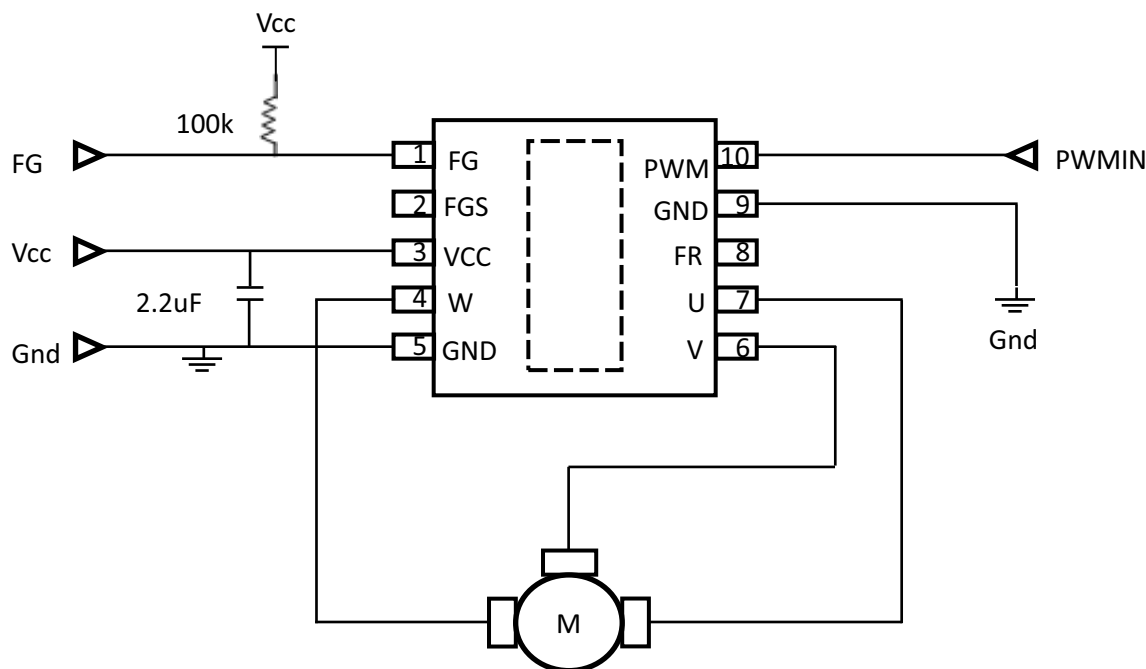 Vcc
100k
FG
1 FG
PWM 10
PWMIN
2 FGS
GND 9
Vcc
3 VCC
FR 8
2.2uF
4 W
U 7
Gnd
5 GND
V 6
Gnd
M